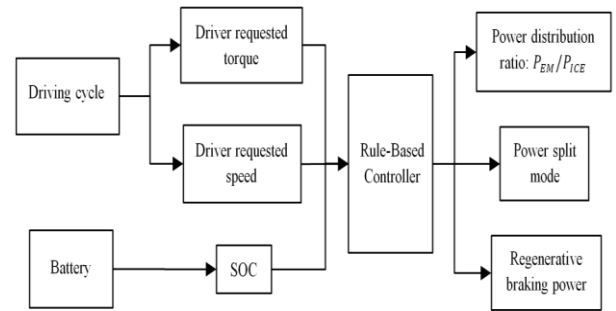 Driver requested
torque
Power distribution
ratio: P_EM/P_ICE
Driving cycle
Driver requested
speed
Rule-Based
Controller
Power split
mode
Battery
SOC
Regenerative
braking power